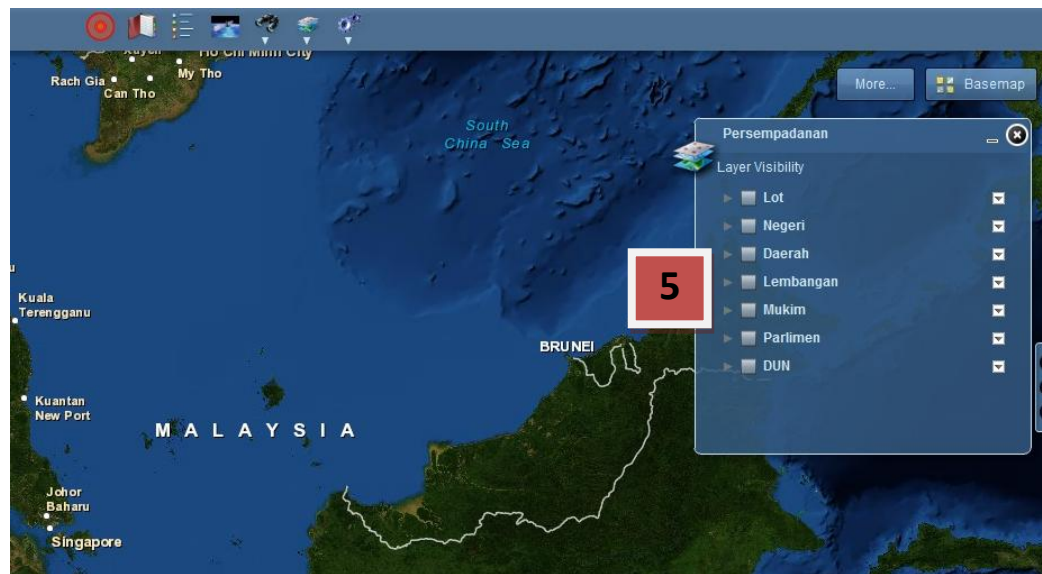 Xuyen
Ho Chi Minh City
Rach Gia
My Tho
Can Tho
More...
Basemap
South
China Sea
Persempadanan
Layer Visibility
Lot
Negeri
Daerah
Lembangan
Mukim
Parlimen
DUN
5
u
Kuala
Terengganu
BRUNEI
Kuantan
New Port
MALAYSIA
Johor
Baharu
Singapore